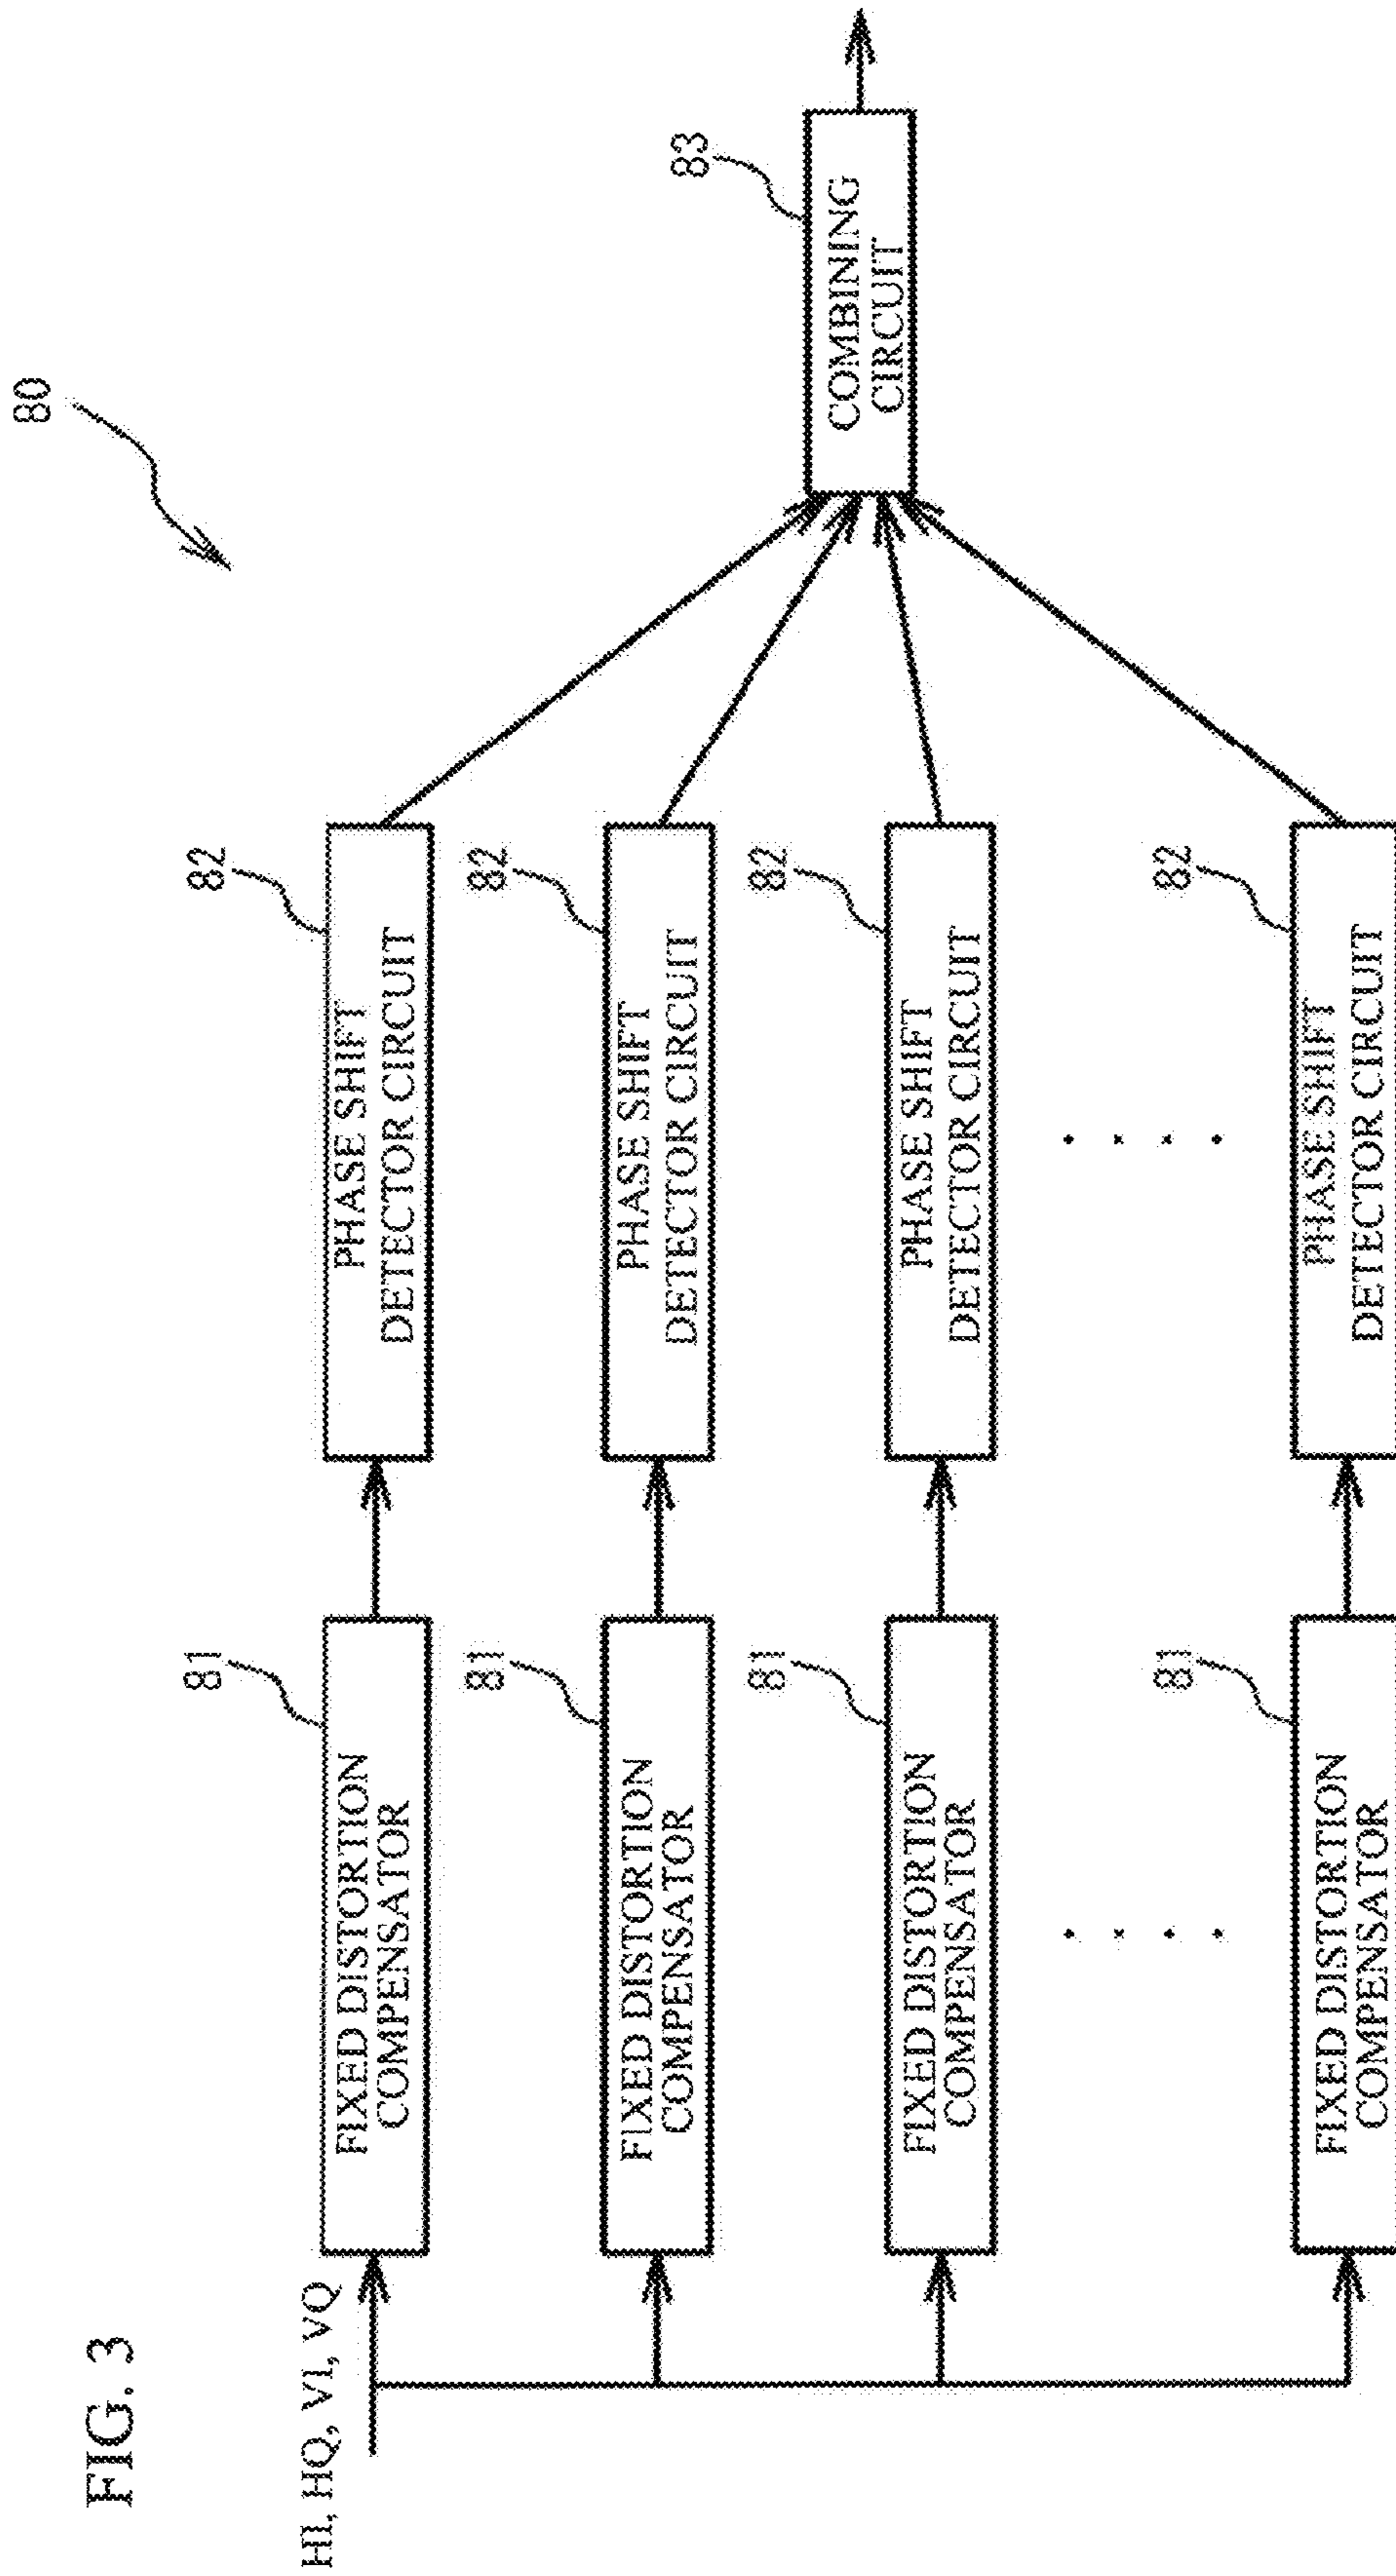 FIG. 3
80
HI, HQ, VI, VQ
81
FIXED DISTORTION
COMPENSATOR
82
PHASE SHIFT
DETECTOR CIRCUIT
81
FIXED DISTORTION
COMPENSATOR
82
PHASE SHIFT
DETECTOR CIRCUIT
83
COMBINING
CIRCUIT
81
FIXED DISTORTION
COMPENSATOR
82
PHASE SHIFT
DETECTOR CIRCUIT
81
FIXED DISTORTION
COMPENSATOR
82
PHASE SHIFT
DETECTOR CIRCUIT